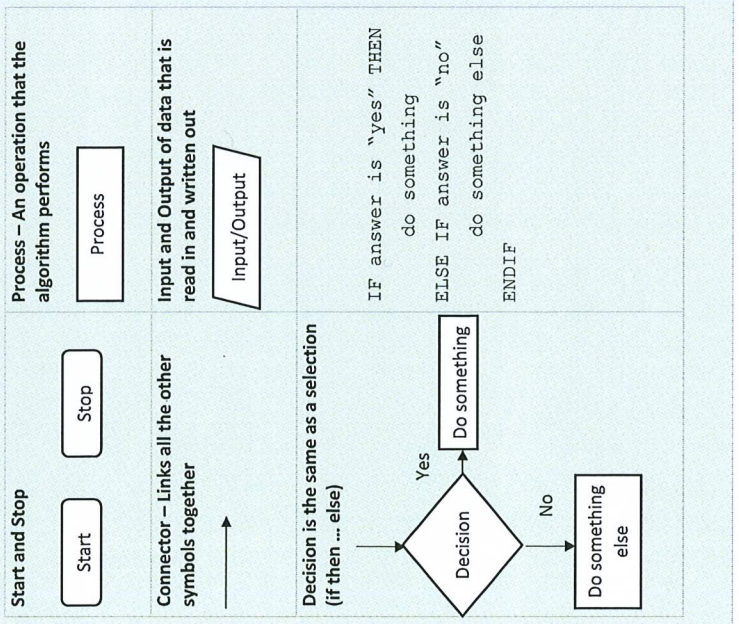 Start and Stop
Start
Stop
Process – An operation that the
algorithm performs
Process
Connector – Links all the other
symbols together
Input and Output of data that is
read in and written out
Input/Output
Decision is the same as a selection
(if then ... else)
Decision
Yes
Do something
No
Do something
else
IF answer is "yes" THEN
do something
ELSE IF answer is "no"
do something else
ENDIF